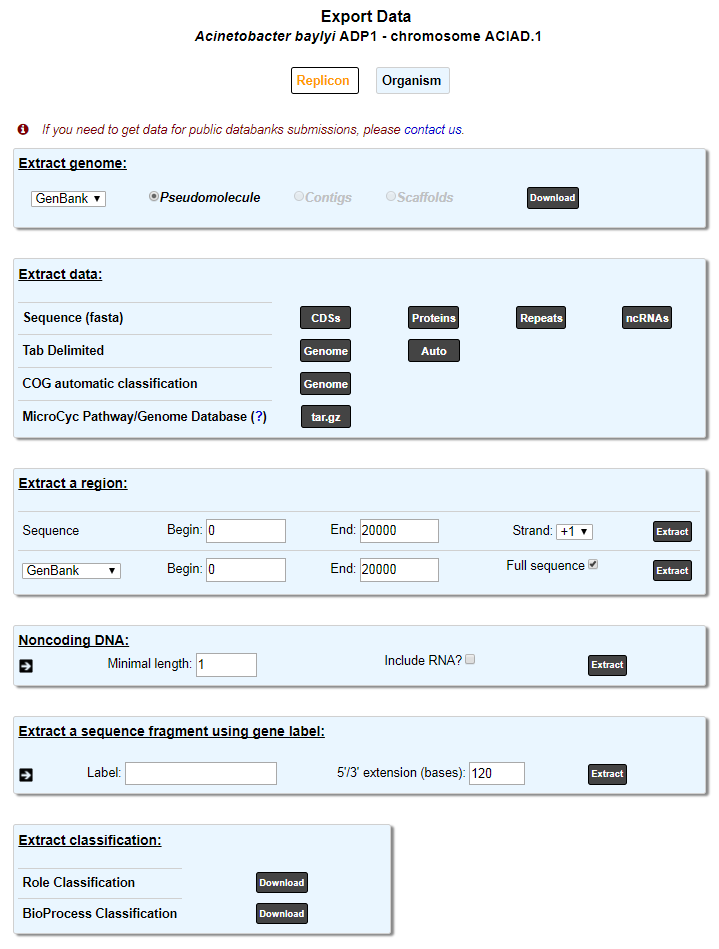 Export Data
Acinetobacter baylyi ADP1 - chromosome ACIAD.1
Replicon Organism
If you need to get data for public databanks submissions, please contact us.
Extract genome:
GenBank Pseudomolecule Contigs Scaffolds Download
Extract data:
Sequence (fasta) CDSs Proteins Repeats ncRNAs
Tab Delimited Genome Auto
COG automatic classification Genome
MicroCyc Pathway/Genome Database (?) tar.gz
Extract a region:
Sequence Begin: 0 End: 20000 Strand: +1 Extract
GenBank Begin: 0 End: 20000 Full sequence Extract
Noncoding DNA:
Minimal length: 1 Include RNA? Extract
Extract a sequence fragment using gene label:
Label: 5'/3' extension (bases): 120 Extract
Extract classification:
Role Classification Download
BioProcess Classification Download